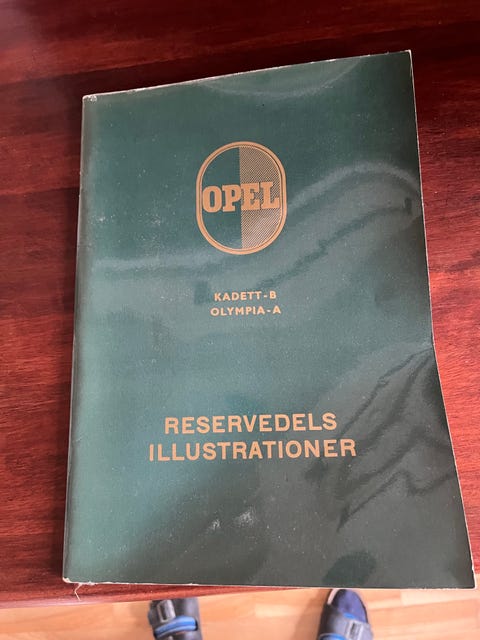 OPEL
KADETT-B
OLYMPIA-A
RESERVEDELS
ILLUSTRATIONER